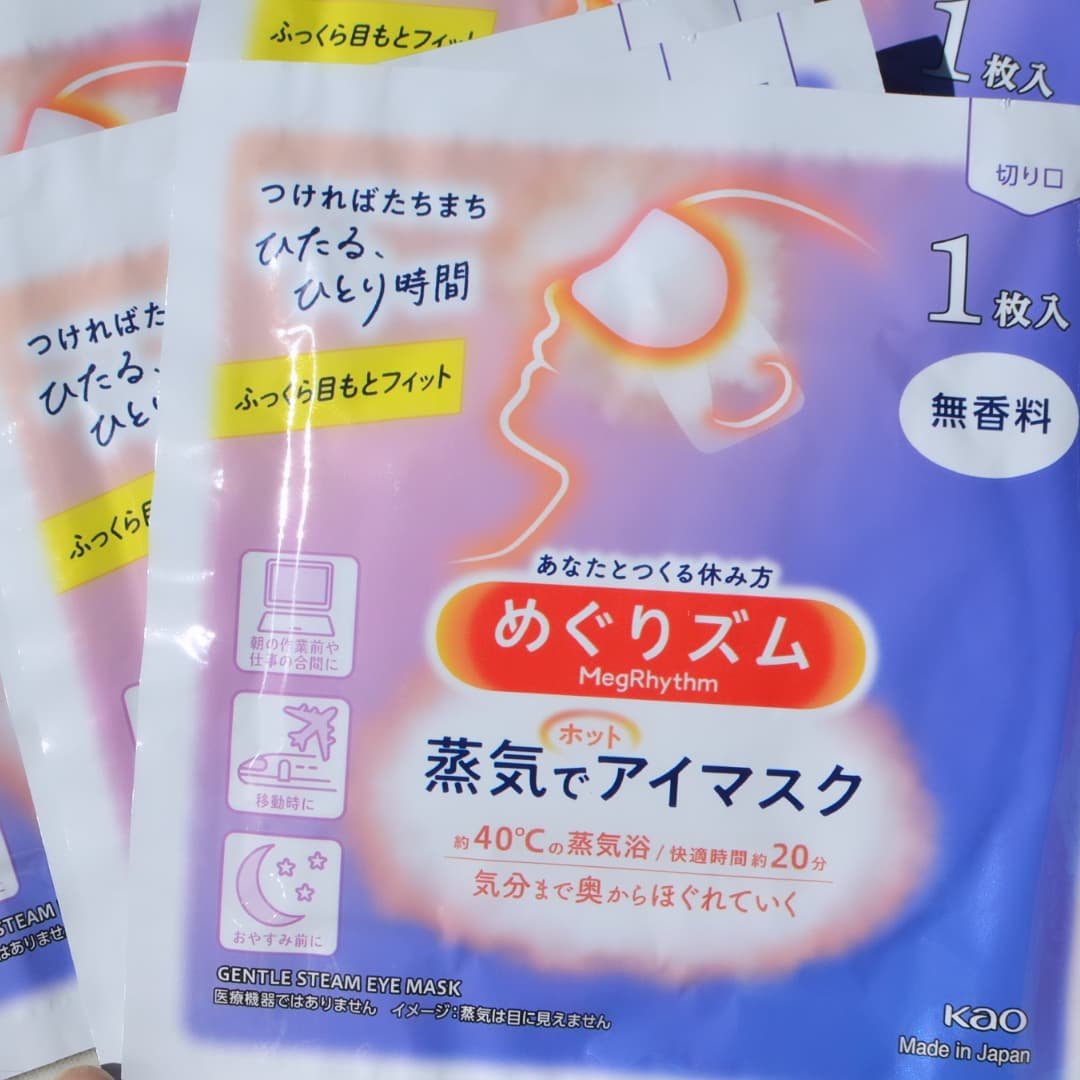 ふっくら目もとフィット
1枚入
つければたちまち
ひたる、
ひとり時間
ふっくら目もとフィット
切り口
1枚入
無香料
つければた
ひたる、
ひと
ふっくら目
あなたとつくる休み方
めぐりズム
MegRhythm
ホット
蒸気でアイマスク
約40℃の蒸気浴/快適時間約20分
気分まで奥からほぐれていく
朝の作業前や
仕事の合間に
移動時に
おやすみ前に
GENTLE STEAM EYE MASK
医療機器ではありません イメージ:蒸気は目に見えません
Kao
Made in Japan
STEAM
はありません